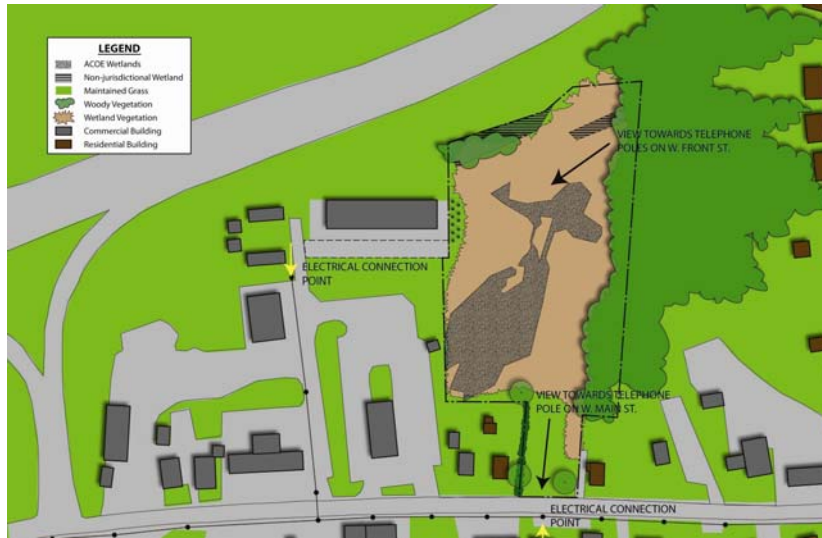 LEGEND
ACOE Wetlands
Non-jurisdictional Wetland
Maintained Grass
Woody Vegetation
Wetland Vegetation
Commercial Building
Residential Building
VIEW TOWARDS TELEPHONE
POLES ON W. FRONT ST.
ELECTRICAL CONNECTION
POINT
VIEW TOWARDS TELEPHONE
POLE ON W. MAIN ST.
ELECTRICAL CONNECTION
POINT